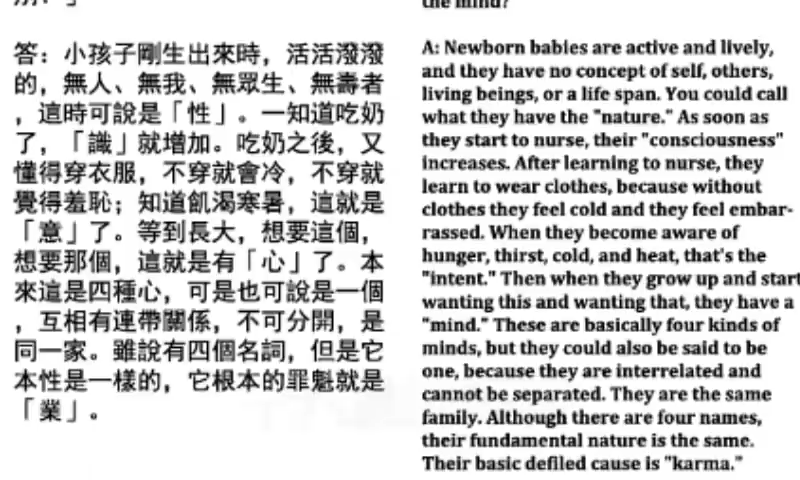 答：小孩子剛生出來時，活活潑潑
的，無人、無我、無眾生、無壽者
，這時可說是「性」。一知道吃奶
了，「識」就增加。吃奶之後，又
懂得穿衣服，不穿就會冷，不穿就
覺得羞恥；知道飢渴寒暑，這就是
「意」了。等到長大，想要這個，
想要那個，這就是有「心」了。本
來這是四種心，可是也可說是一個
，互相有連帶關係，不可分開，是
同一家。雖說有四個名詞，但是它
本性是一樣的，它根本的罪魁就是
「業」。
the mind?
A: Newborn babies are active and lively,
and they have no concept of self, others,
living beings, or a life span. You could call
what they have the "nature." As soon as
they start to nurse, their "consciousness"
increases. After learning to nurse, they
learn to wear clothes, because without
clothes they feel cold and they feel embar-
rassed. When they become aware of
hunger, thirst, cold, and heat, that's the
"intent." Then when they grow up and start
wanting this and wanting that, they have a
"mind." These are basically four kinds of
minds, but they could also be said to be
one, because they are interrelated and
cannot be separated. They are the same
family. Although there are four names,
their fundamental nature is the same.
Their basic defiled cause is "karma."